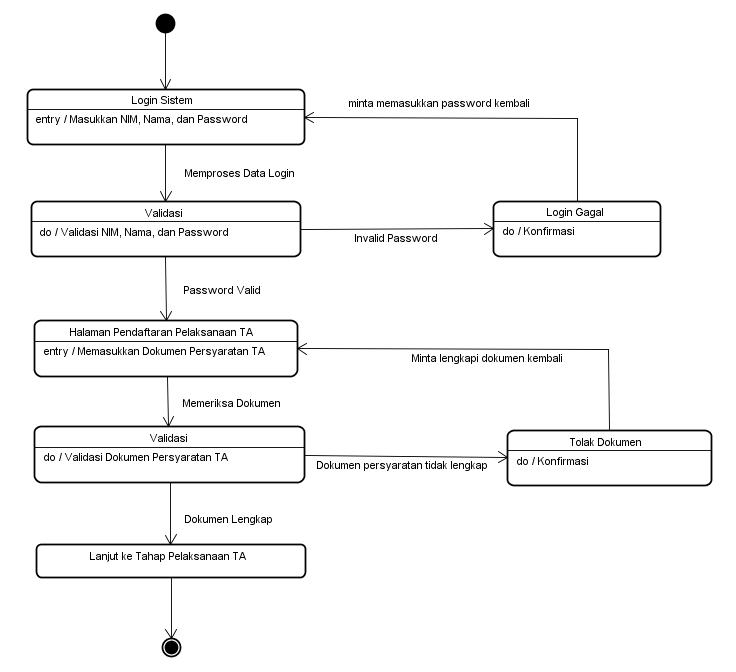 Login Sistem
entry / Masukkan NIM, Nama, dan Password
minta memasukkan password kembali
Memproses Data Login
Validasi
do / Validasi NIM, Nama, dan Password
Invalid Password
Login Gagal
do / Konfirmasi
Password Valid
Halaman Pendaftaran Pelaksanaan TA
entry / Memasukkan Dokumen Persyaratan TA
Minta lengkapi dokumen kembali
Memeriksa Dokumen
Validasi
do / Validasi Dokumen Persyaratan TA
Dokumen persyaratan tidak lengkap
Tolak Dokumen
do / Konfirmasi
Dokumen Lengkap
Lanjut ke Tahap Pelaksanaan TA